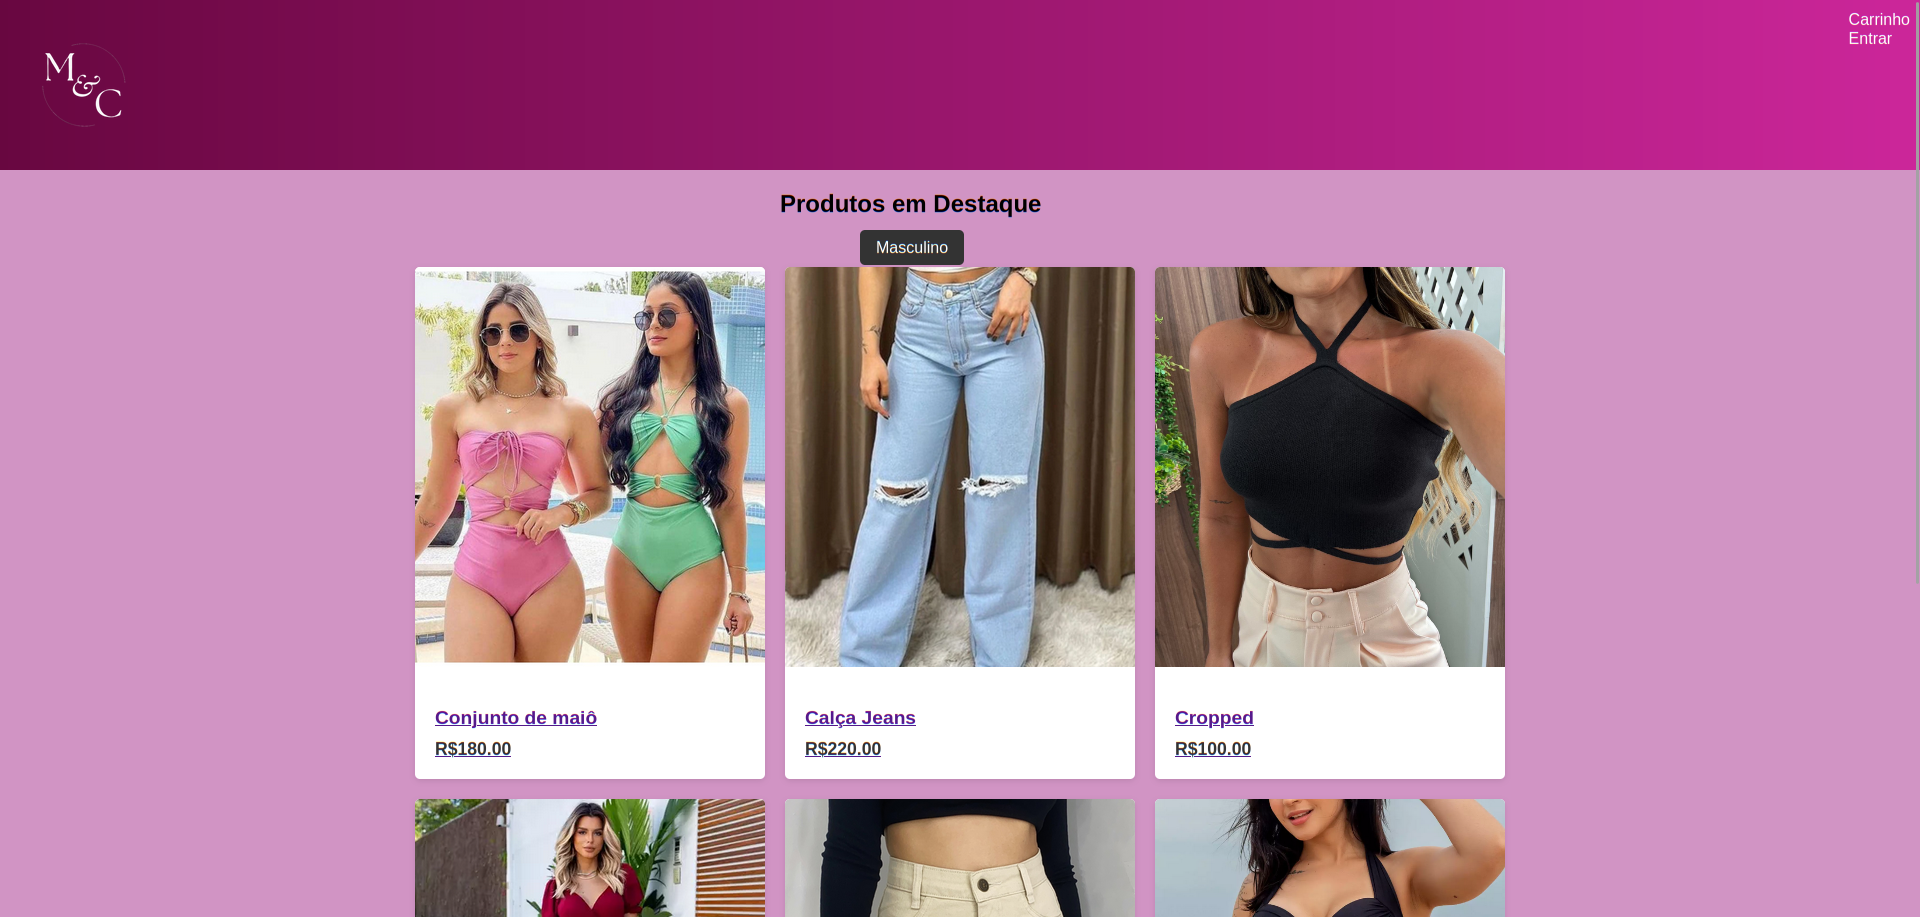 Carrinho
Entrar
M
&
C
Produtos em Destaque
Masculino
Conjunto de maiô
R$180.00
Calça Jeans
R$220.00
Cropped
R$100.00